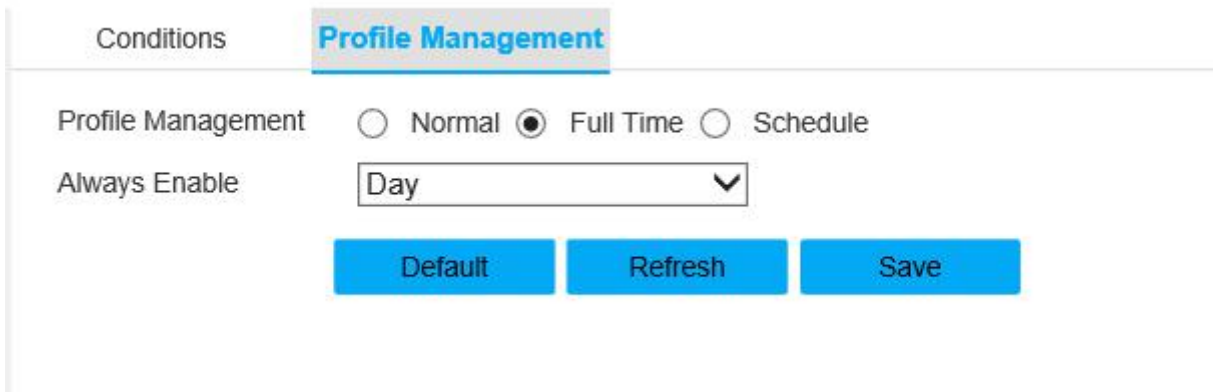 Conditions Profile Management
Profile Management Normal Full Time Schedule
Always Enable Day
Default Refresh Save